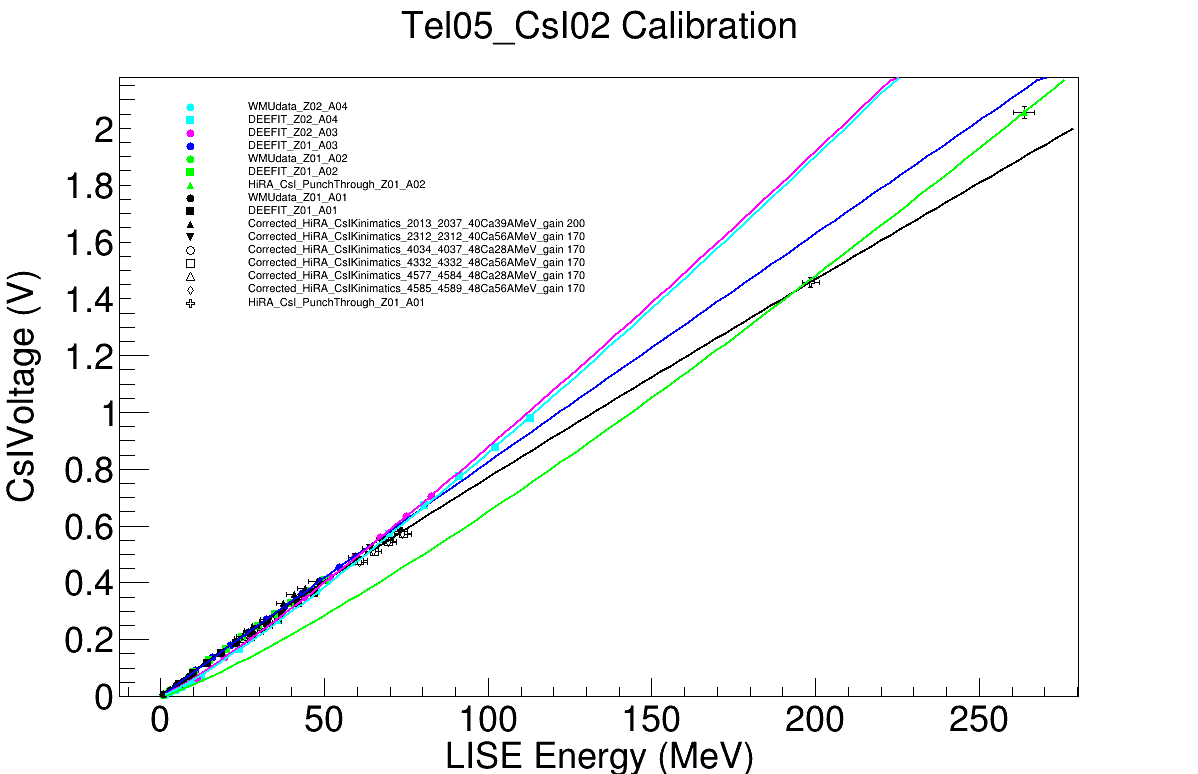 Tel05_CsI02 Calibration
WMUdata_Z02_A04
DEEFIT_Z02_A04
DEEFIT_Z02_A03
DEEFIT_Z01_A03
WMUdata_Z01_A02
DEEFIT_Z01_A02
HiRA_CsI_PunchThrough_Z01_A02
WMUdata_Z01_A01
DEEFIT_Z01_A01
Corrected_HiRA_CsIKinimatics_2013_2037_40Ca39AMeV_gain 200
Corrected_HiRA_CsIKinimatics_2312_2312_40Ca56AMeV_gain 170
Corrected_HiRA_CsIKinimatics_4034_4037_48Ca28AMeV_gain 170
Corrected_HiRA_CsIKinimatics_4332_4332_48Ca56AMeV_gain 170
Corrected_HiRA_CsIKinimatics_4577_4584_48Ca28AMeV_gain 170
Corrected_HiRA_CsIKinimatics_4585_4589_48Ca56AMeV_gain 170
HiRA_CsI_PunchThrough_Z01_A01
CsIVoltage (V)
2
1.8
1.6
1.4
1.2
1
0.8
0.6
0.4
0.2
0
0 50 100 150 200 250
LISE Energy (MeV)